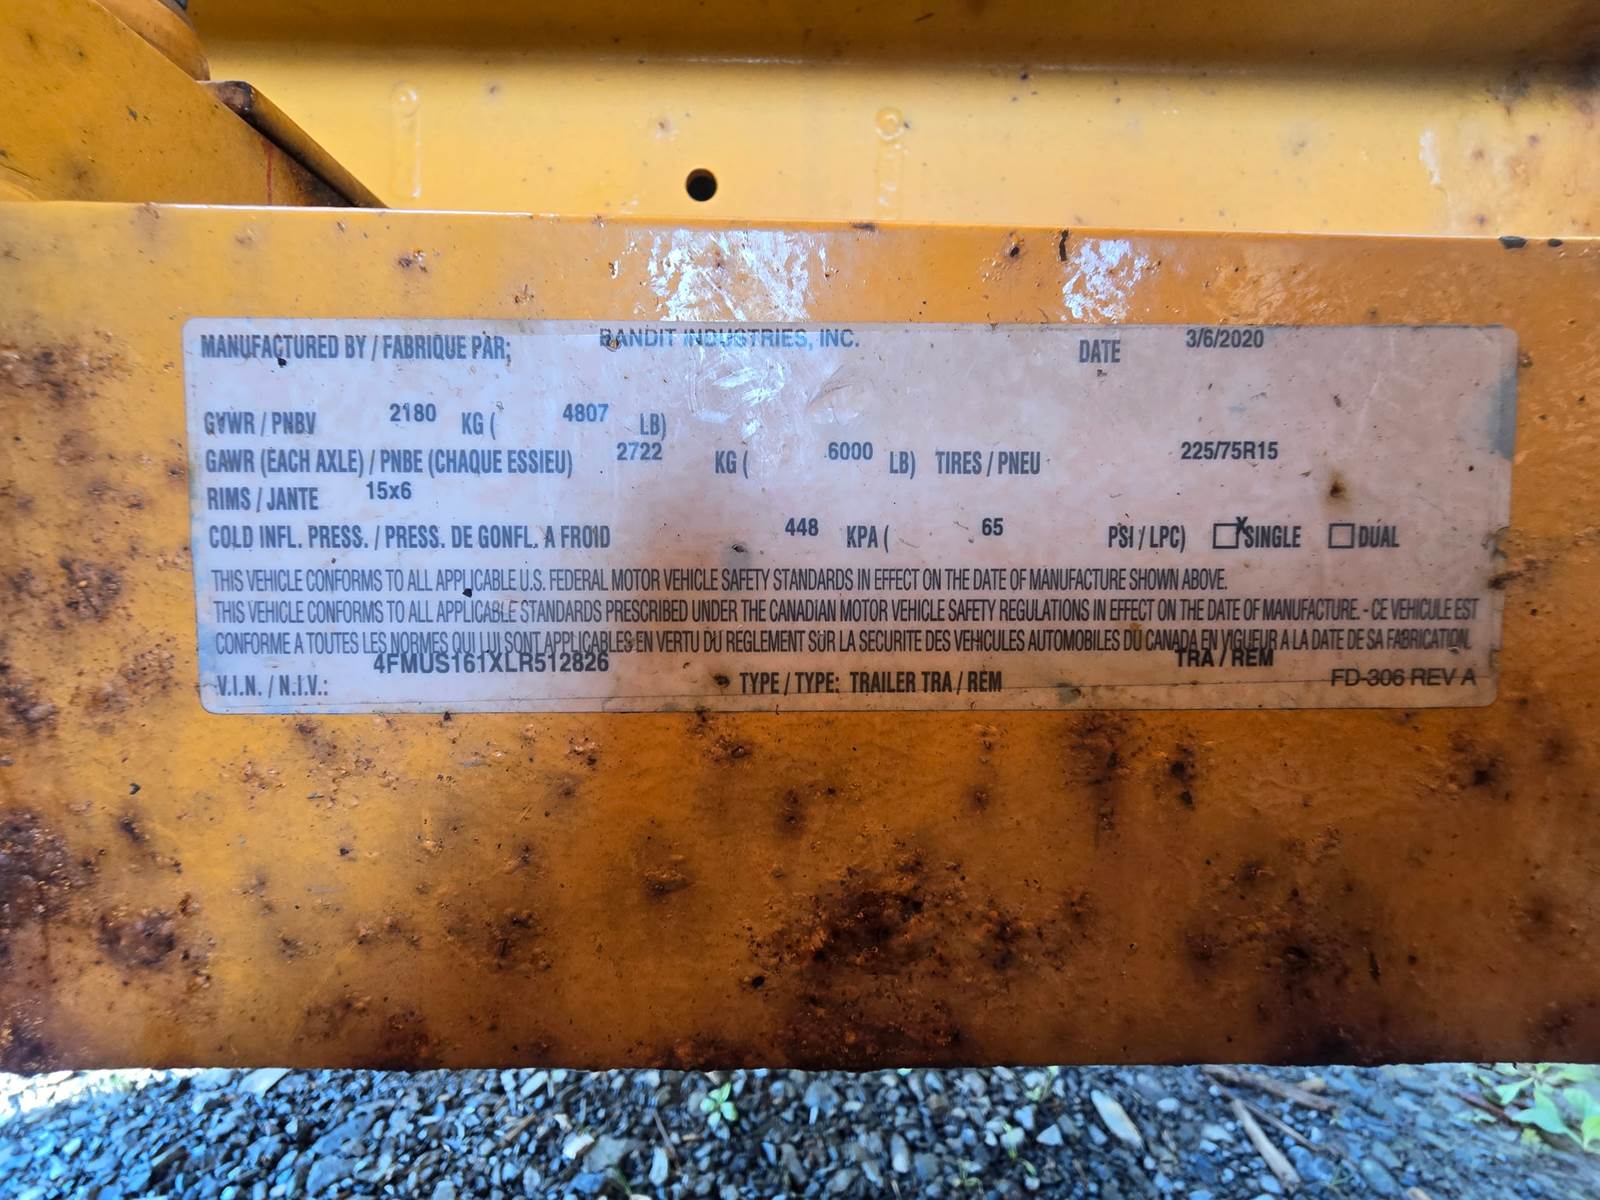 MANUFACTURED BY / FABRIQUE PAR; BANDIT INDUSTRIES, INC. DATE 3/6/2020
GVWR / PNBV 2180 KG ( 4807 LB)
GAWR (EACH AXLE) / PNBE (CHAQUE ESSIEU) 2722 KG ( 6000 LB) TIRES / PNEU 225/75R15
RIMS / JANTE 15x6
COLD INFL. PRESS. / PRESS. DE GONFL. A FROID 448 KPA ( 65 PSI / LPC) X SINGLE DUAL
THIS VEHICLE CONFORMS TO ALL APPLICABLE U.S. FEDERAL MOTOR VEHICLE SAFETY STANDARDS IN EFFECT ON THE DATE OF MANUFACTURE SHOWN ABOVE.
THIS VEHICLE CONFORMS TO ALL APPLICABLE STANDARDS PRESCRIBED UNDER THE CANADIAN MOTOR VEHICLE SAFETY REGULATIONS IN EFFECT ON THE DATE OF MANUFACTURE. - CE VEHICULE EST
CONFORME A TOUTES LES NORMES QUI LUI SONT APPLICABLES EN VERTU DU REGLEMENT SUR LA SECURITE DES VEHICULES AUTOMOBILES DU CANADA EN VIGUEUR A LA DATE DE SA FABRICATION.
V.I.N. / N.I.V.: 4FMUS161XLR512826 TYPE / TYPE: TRAILER TRA / REM TRA / REM FD-306 REV A